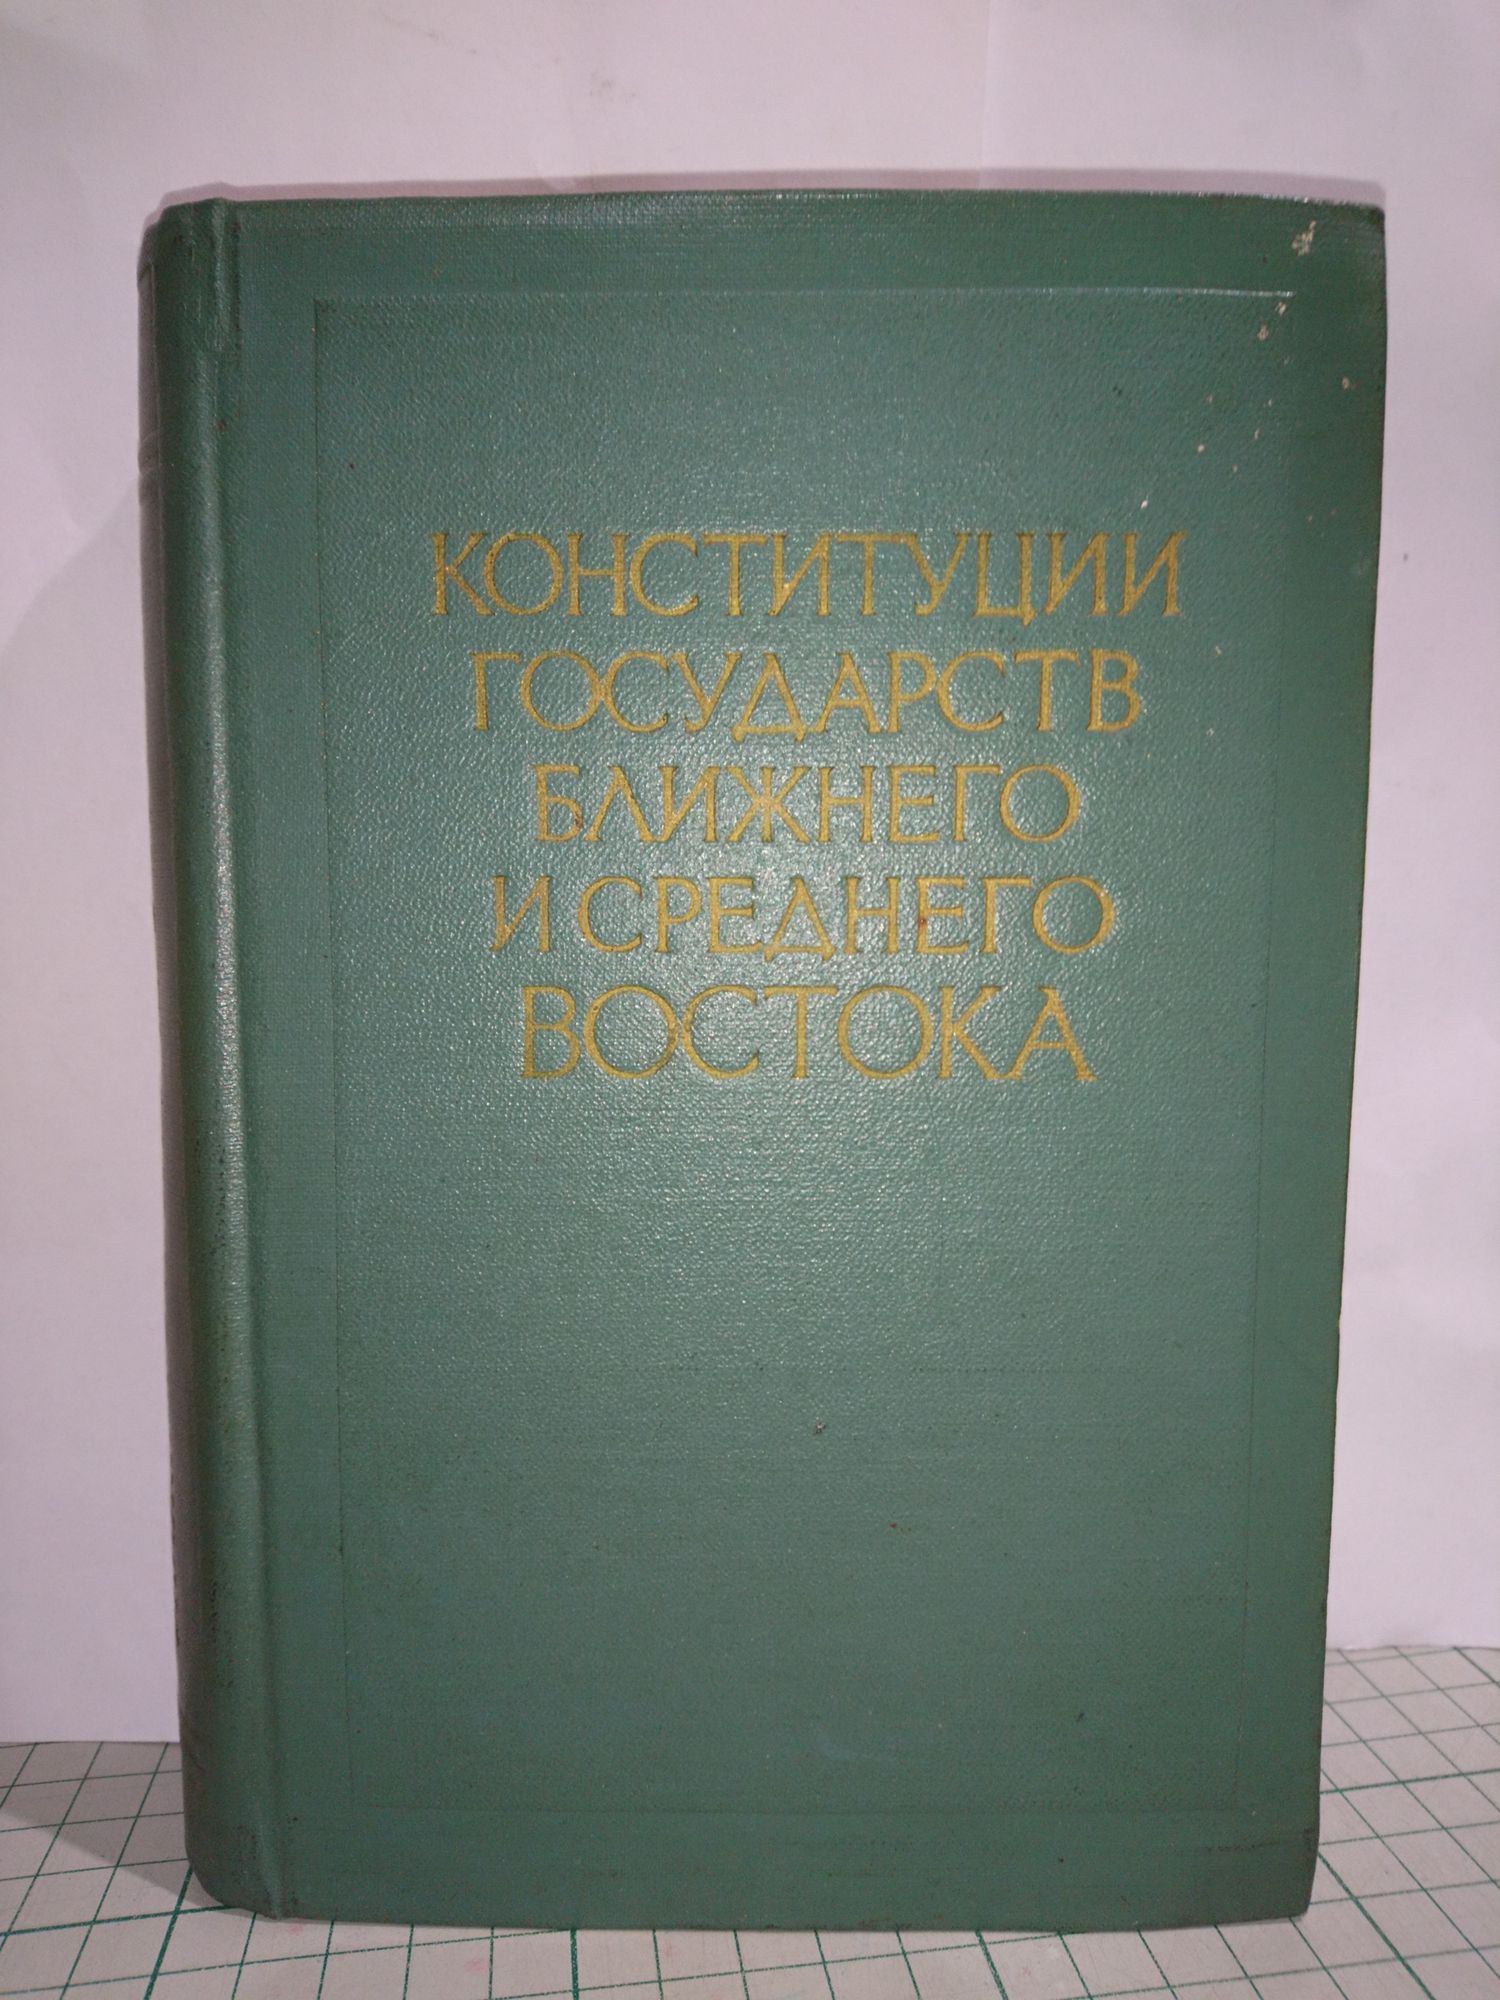 КОНСТИТУЦИИ
ГОСУДАРСТВ
БЛИЖНЕГО
И СРЕДНЕГО
ВОСТОКА